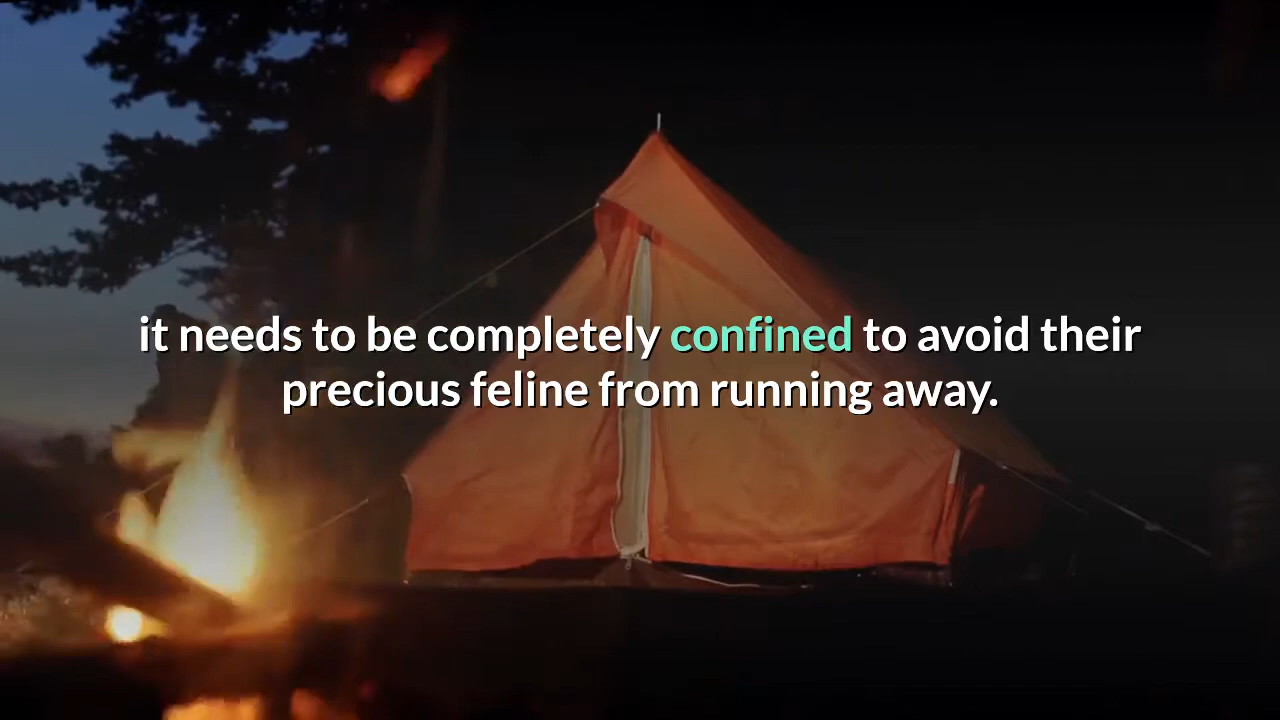 it needs to be completely confined to avoid their
precious feline from running away.